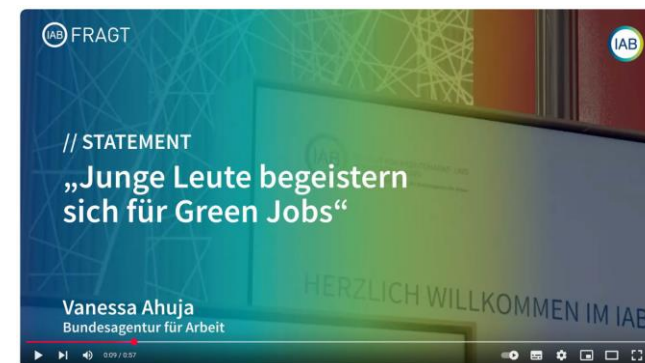 IAB FRAGT
IAB
// STATEMENT
„Junge Leute begeistern
sich für Green Jobs“
HERZLICH WILLKOMMEN IM IAB
Vanessa Ahuja
Bundesagentur für Arbeit
0:09 / 0:57